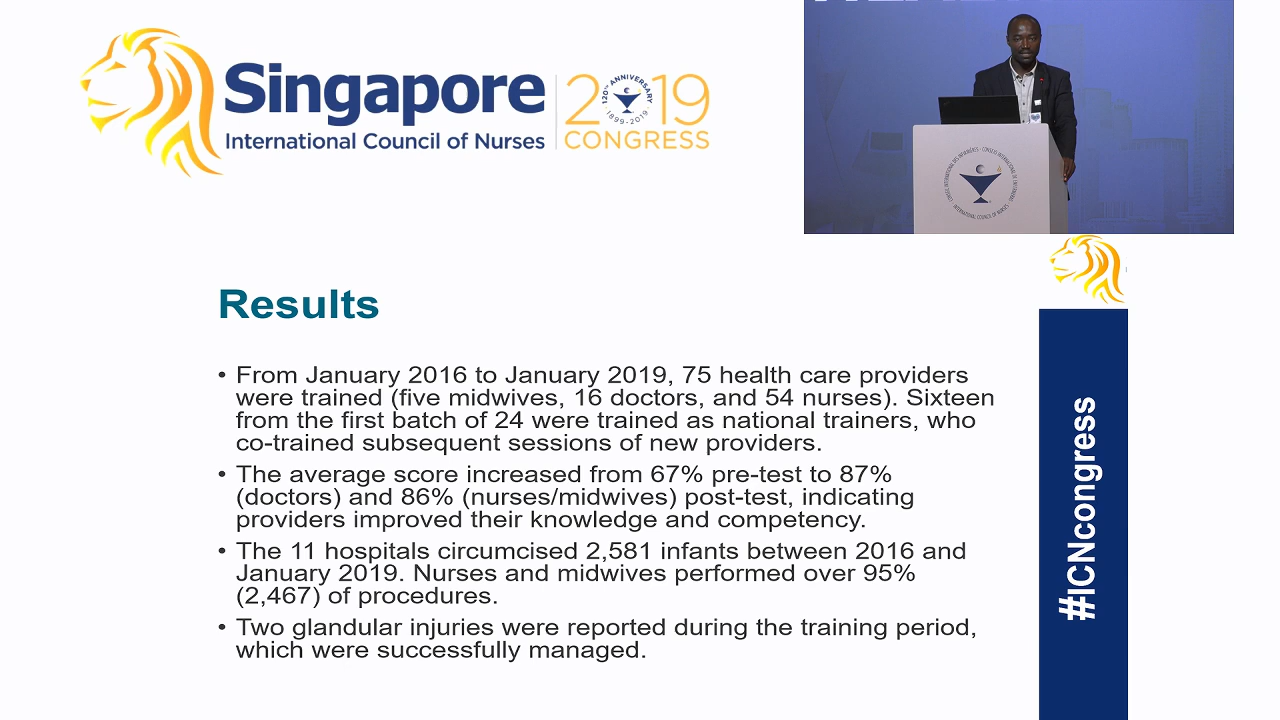 Singapore
International Council of Nurses
120TH ANNIVERSARY
1899-2019
2019
CONGRESS
INTERNATIONAL COUNCIL OF NURSES
Results
• From January 2016 to January 2019, 75 health care providers
were trained (five midwives, 16 doctors, and 54 nurses). Sixteen
from the first batch of 24 were trained as national trainers, who
co-trained subsequent sessions of new providers.
• The average score increased from 67% pre-test to 87%
(doctors) and 86% (nurses/midwives) post-test, indicating
providers improved their knowledge and competency.
• The 11 hospitals circumcised 2,581 infants between 2016 and
January 2019. Nurses and midwives performed over 95%
(2,467) of procedures.
• Two glandular injuries were reported during the training period,
which were successfully managed.
#ICNcongress